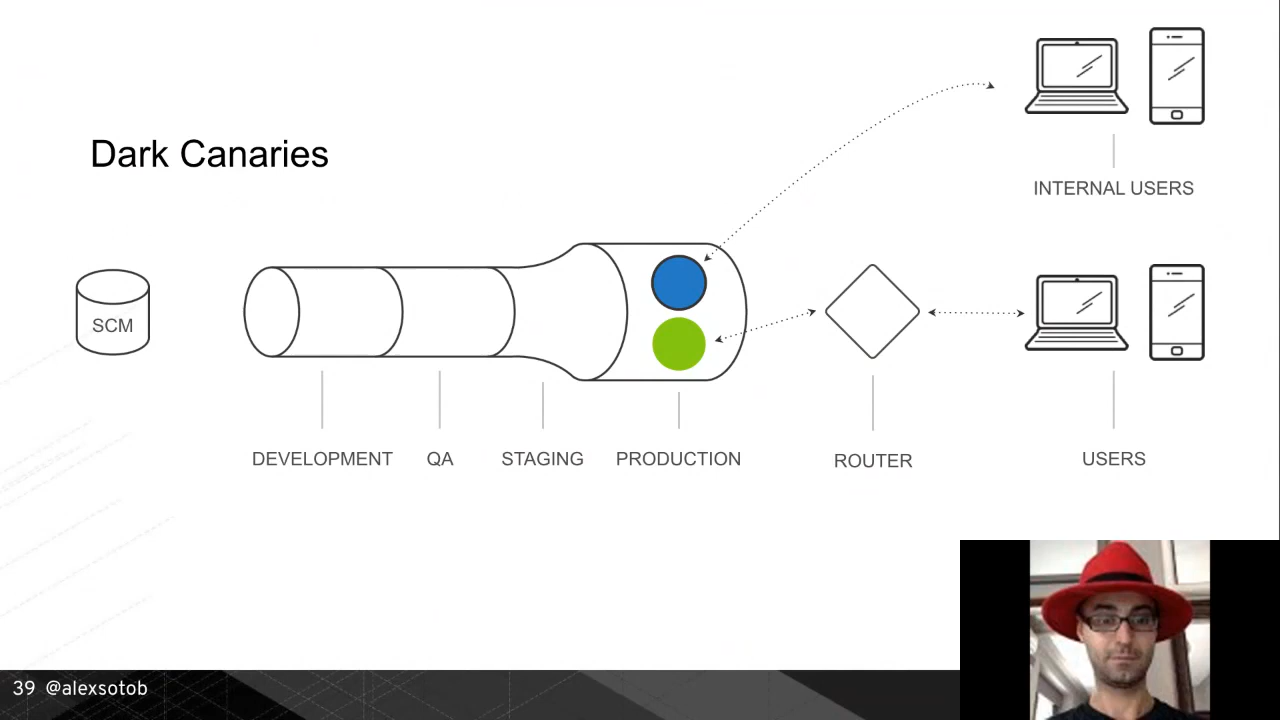 Dark Canaries
INTERNAL USERS
SCM
DEVELOPMENT
QA
STAGING
PRODUCTION
ROUTER
USERS
39 @alexsotob